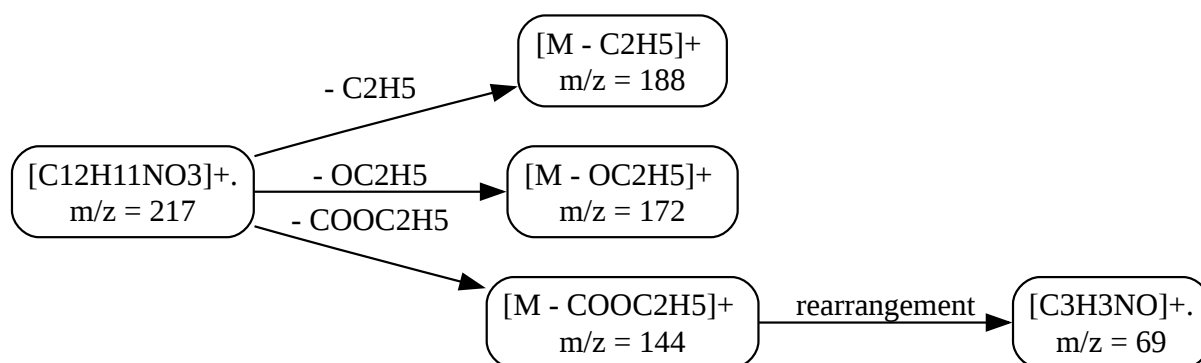 [M - C2H5]+
m/z = 188
- C2H5
[C12H11NO3]+.
m/z = 217
- OC2H5
[M - OC2H5]+
m/z = 172
- COOC2H5
[M - COOC2H5]+
m/z = 144
rearrangement
[C3H3NO]+.
m/z = 69